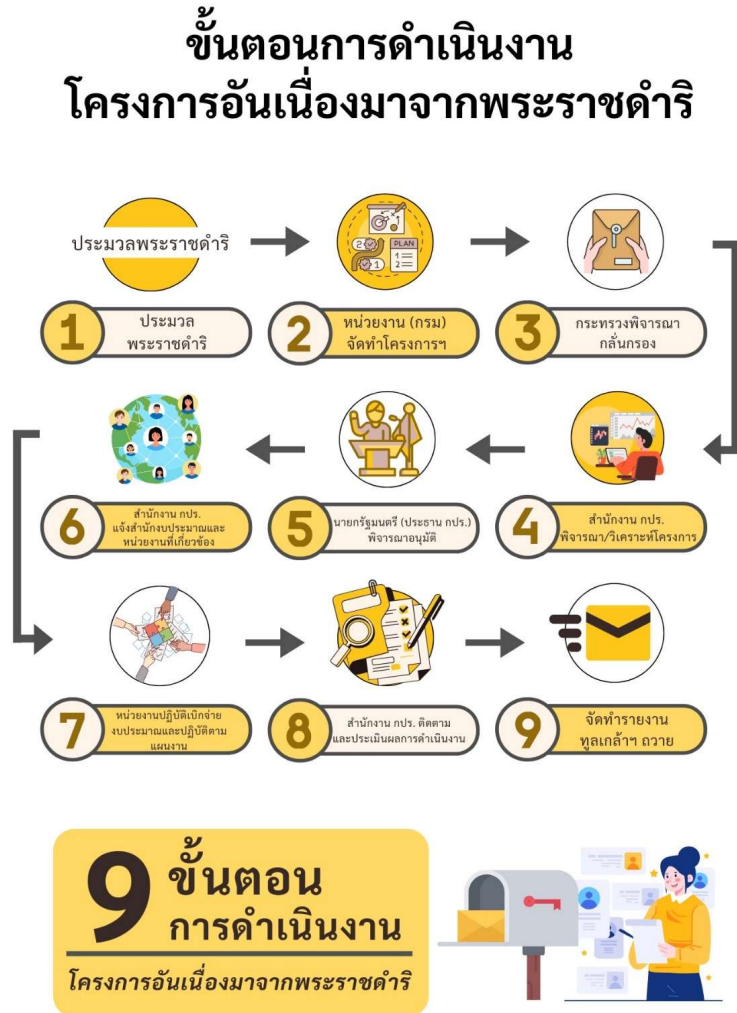 ขั้นตอนการดำเนินงาน
โครงการอันเนื่องมาจากพระราชดำริ
ประมวลพระราชดำริ
PLAN
1
2
2
1
1
ประมวล
พระราชดำริ
2
หน่วยงาน (กรม)
จัดทำโครงการฯ
3
กระทรวงพิจารณา
กลั่นกรอง
4
สำนักงาน กปร.
พิจารณา/วิเคราะห์โครงการ
5
นายกรัฐมนตรี (ประธาน กปร.)
พิจารณาอนุมัติ
6
สำนักงาน กปร.
แจ้งสำนักงบประมาณและ
หน่วยงานที่เกี่ยวข้อง
7
หน่วยงานปฏิบัติเบิกจ่าย
งบประมาณและปฏิบัติตาม
แผนงาน
8
สำนักงาน กปร. ติดตาม
และประเมินผลการดำเนินงาน
9
จัดทำรายงาน
ทูลเกล้าฯ ถวาย
9
ขั้นตอน
การดำเนินงาน
โครงการอันเนื่องมาจากพระราชดำริ